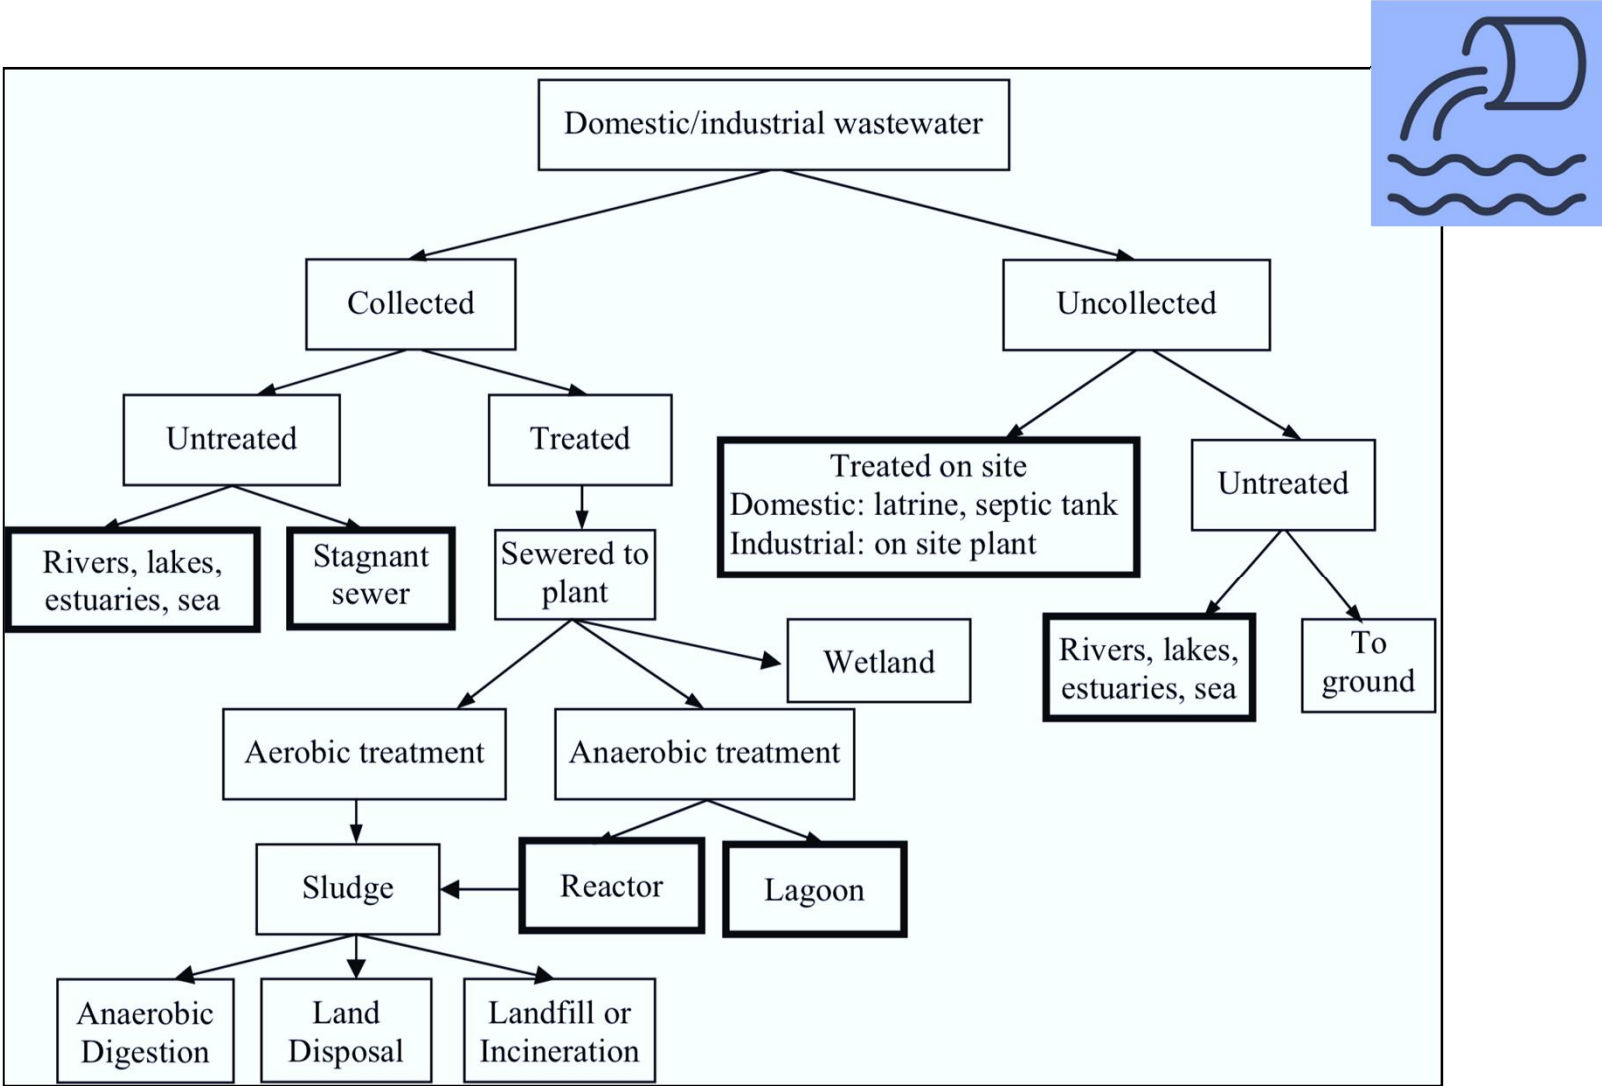 Domestic/industrial wastewater
Collected
Uncollected
Untreated
Treated
Treated on site
Domestic: latrine, septic tank
Industrial: on site plant
Untreated
Rivers, lakes,
estuaries, sea
Stagnant
sewer
Sewered to
plant
Wetland
Rivers, lakes,
estuaries, sea
To
ground
Aerobic treatment
Anaerobic treatment
Sludge
Reactor
Lagoon
Anaerobic
Digestion
Land
Disposal
Landfill or
Incineration